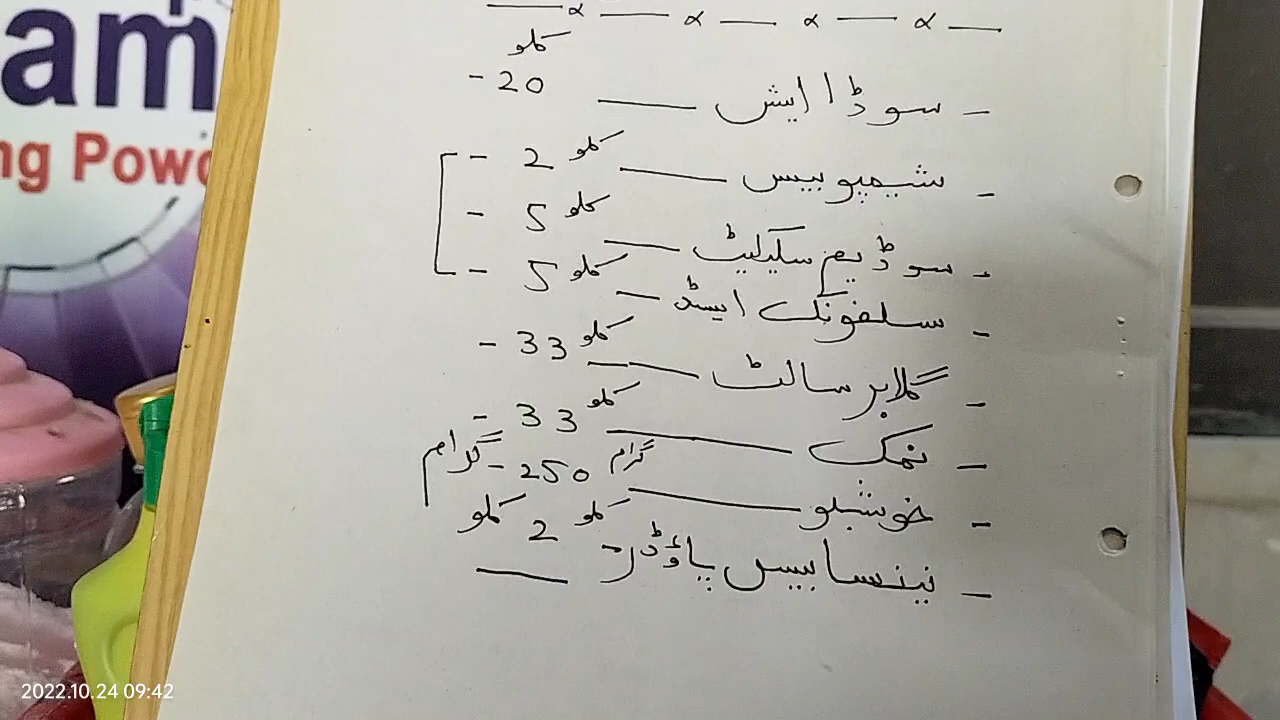 am
ng Powd
کلو
- سوڈا ایش —— 20 -
- شیمپو بیس —— کلو 2 -
- سوڈیم سلیکیٹ —— کلو 5 -
- سلفونک ایسڈ — کلو 5 -
- گلابر سالٹ —— کلو 33 -
- نمک —— کلو 33 -
- خوشبو —— گرام 250 - گرام
- نینسا بیس پاؤڈر - کلو 2 کلو
2022.10.24 09:42